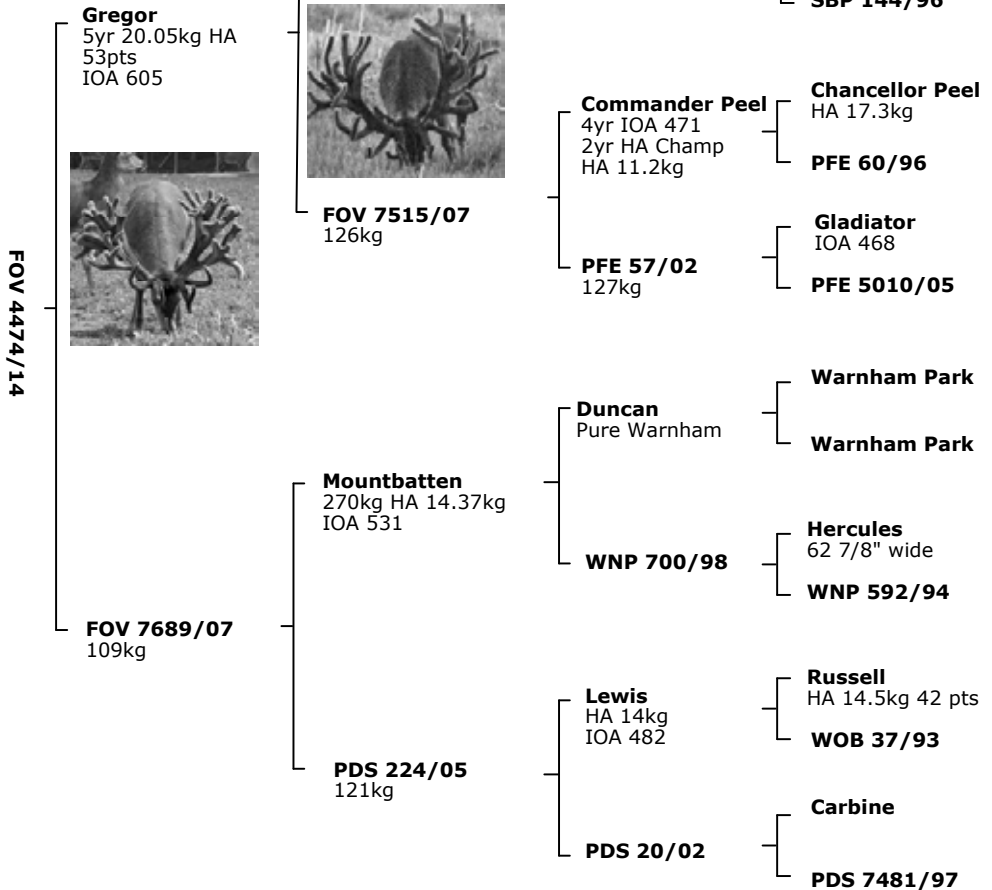 SBP 144/96
Gregor
5yr 20.05kg HA
53pts
IOA 605
FOV 4474/14
FOV 7515/07
126kg
Commander Peel
4yr IOA 471
2yr HA Champ
HA 11.2kg
Chancellor Peel
HA 17.3kg
PFE 60/96
PFE 57/02
127kg
Gladiator
IOA 468
PFE 5010/05
FOV 7689/07
109kg
Mountbatten
270kg HA 14.37kg
IOA 531
Duncan
Pure Warnham
Warnham Park
Warnham Park
WNP 700/98
Hercules
62 7/8" wide
WNP 592/94
PDS 224/05
121kg
Lewis
HA 14kg
IOA 482
Russell
HA 14.5kg 42 pts
WOB 37/93
PDS 20/02
Carbine
PDS 7481/97